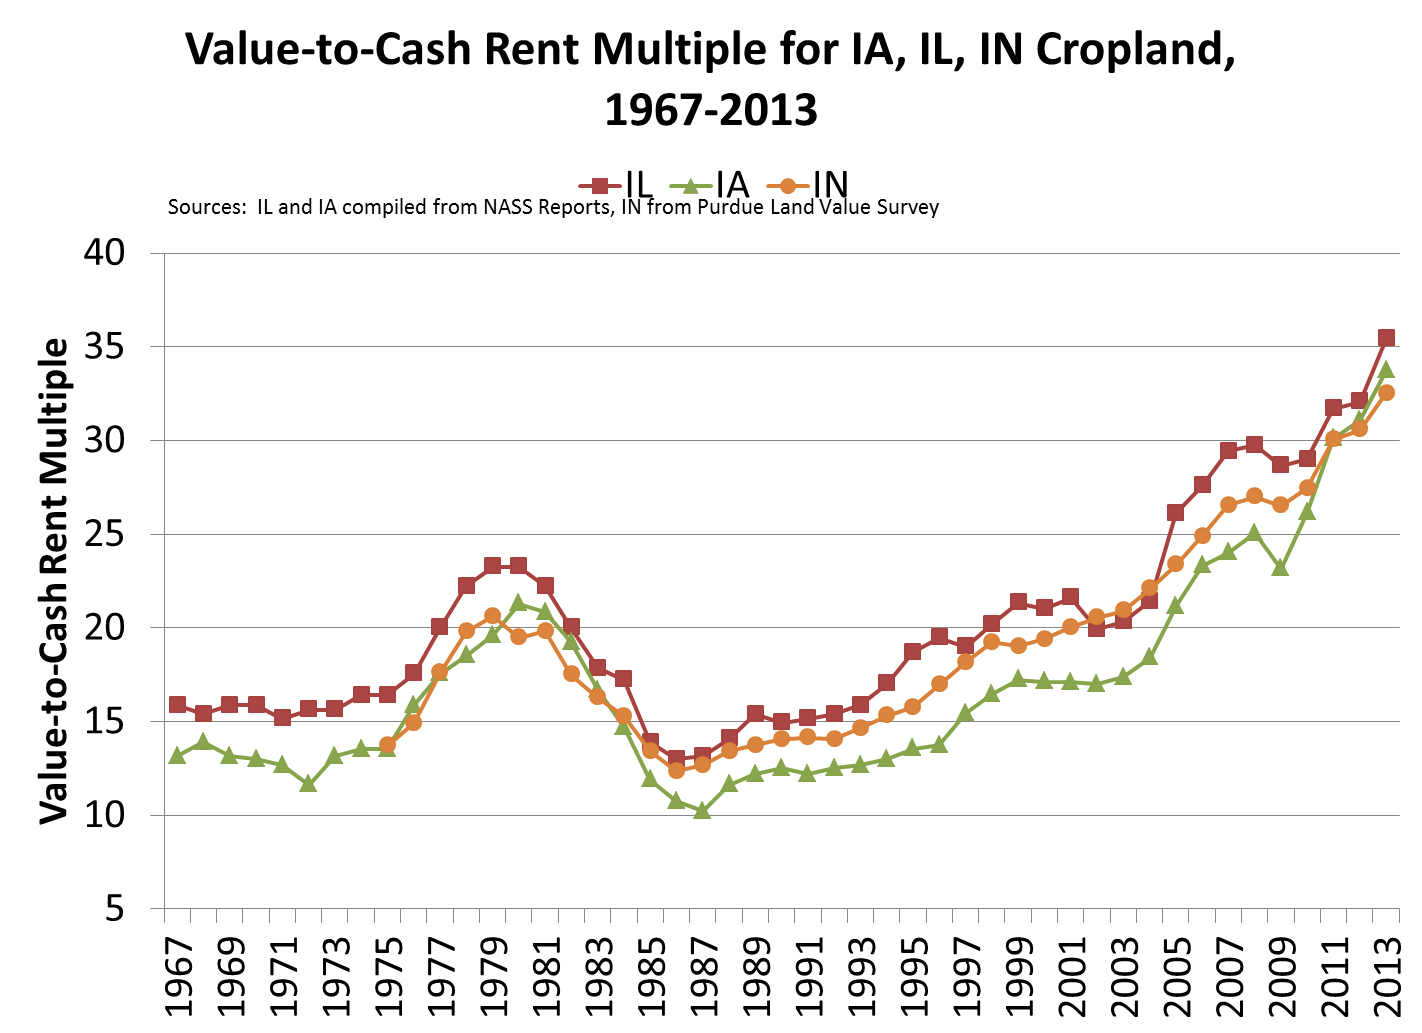 Value-to-Cash Rent Multiple for IA, IL, IN Cropland,
1967-2013
IL IA IN
Sources: IL and IA compiled from NASS Reports, IN from Purdue Land Value Survey
Value-to-Cash Rent Multiple
40
35
30
25
20
15
10
5
1967 1969 1971 1973 1975 1977 1979 1981 1983 1985 1987 1989 1991 1993 1995 1997 1999 2001 2003 2005 2007 2009 2011 2013